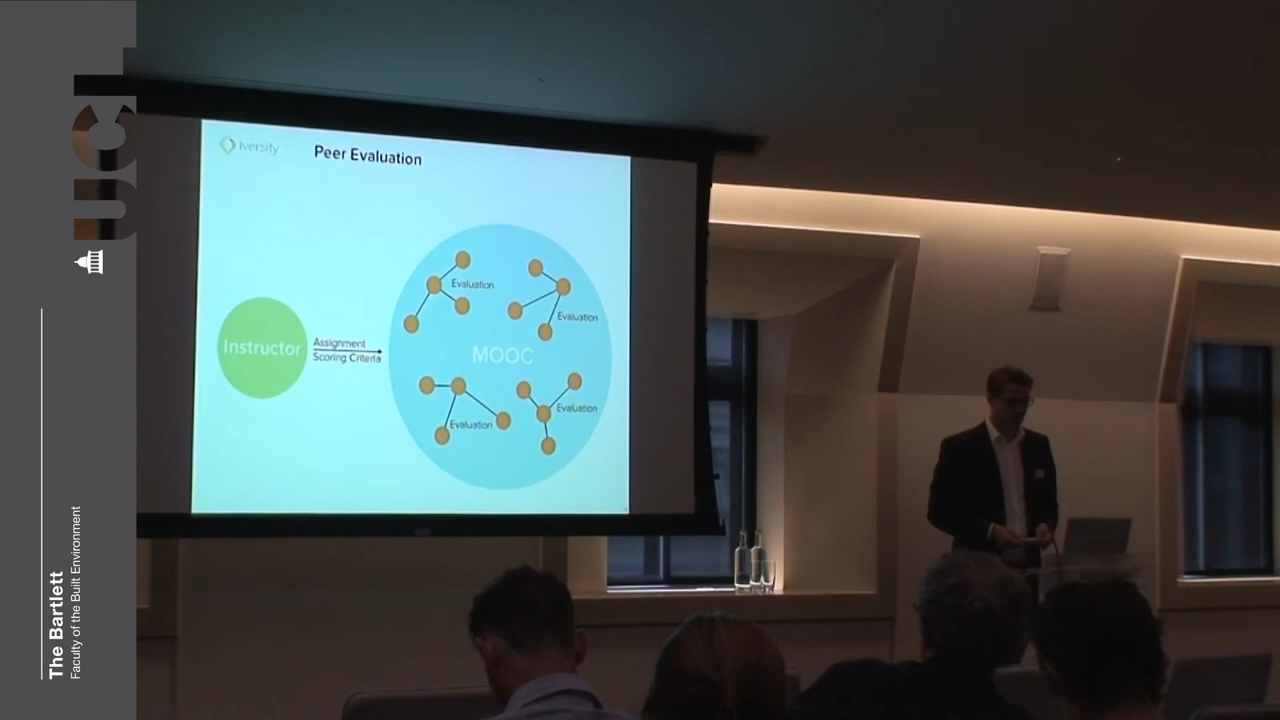 UCL
The Bartlett
Faculty of the Built Environment
iversity
Peer Evaluation
Instructor
Assignment
Scoring Criteria
MOOC
Evaluation
Evaluation
Evaluation
Evaluation